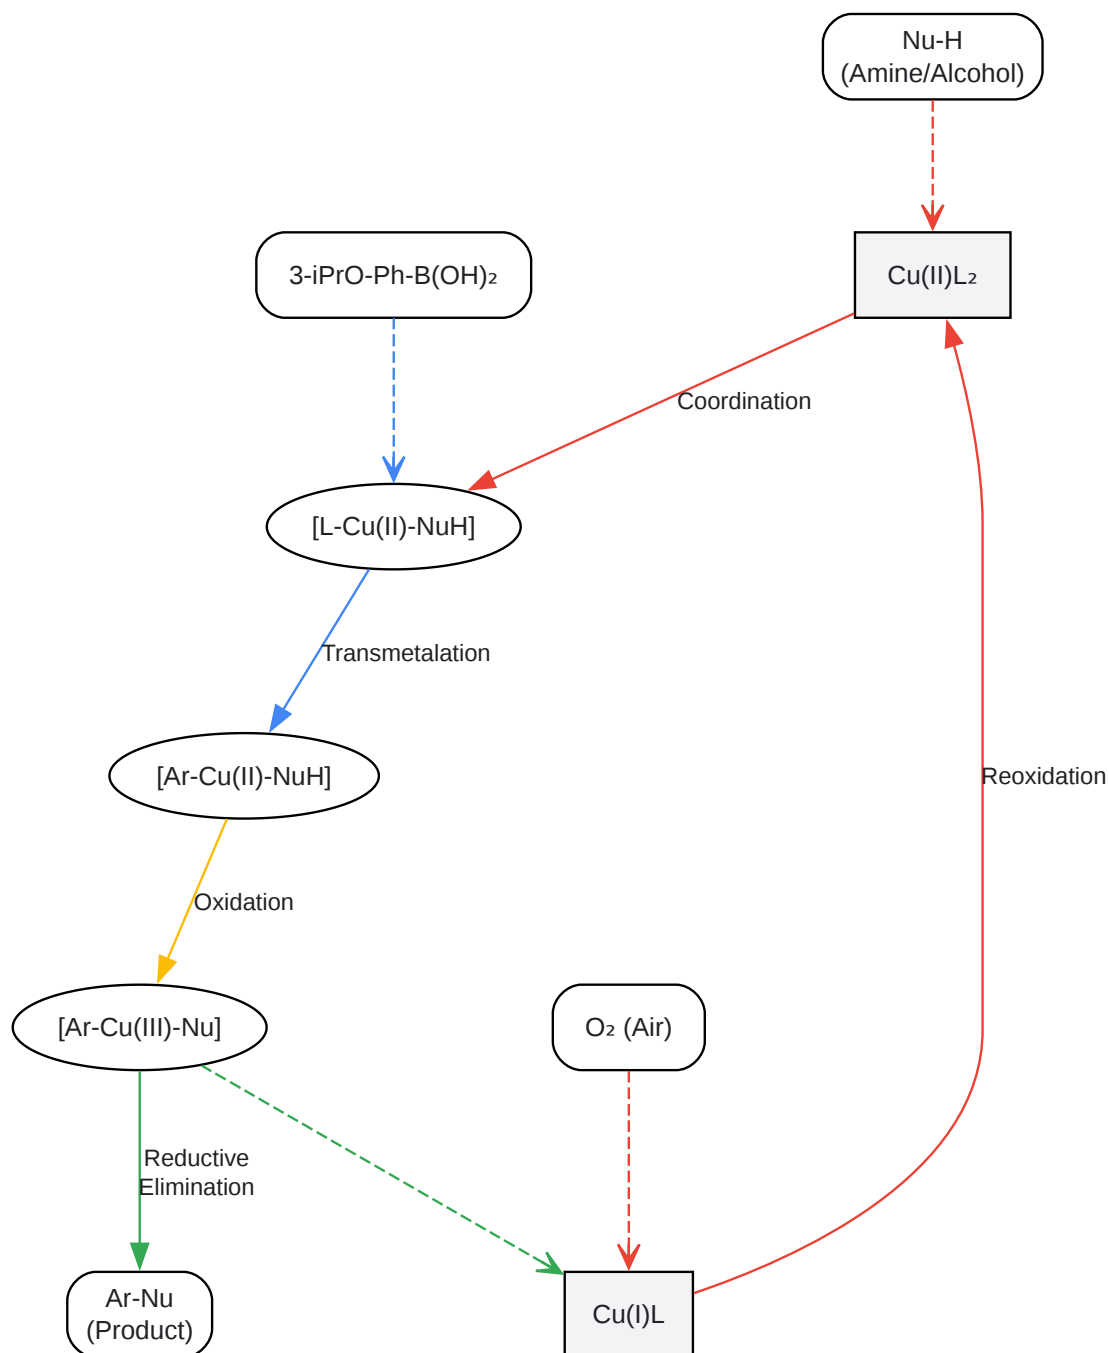 Nu-H
(Amine/Alcohol)
3-iPrO-Ph-B(OH)₂
Cu(II)L₂
Coordination
[L-Cu(II)-NuH]
Transmetalation
[Ar-Cu(II)-NuH]
Reoxidation
Oxidation
[Ar-Cu(III)-Nu]
O₂ (Air)
Reductive
Elimination
Ar-Nu
(Product)
Cu(I)L